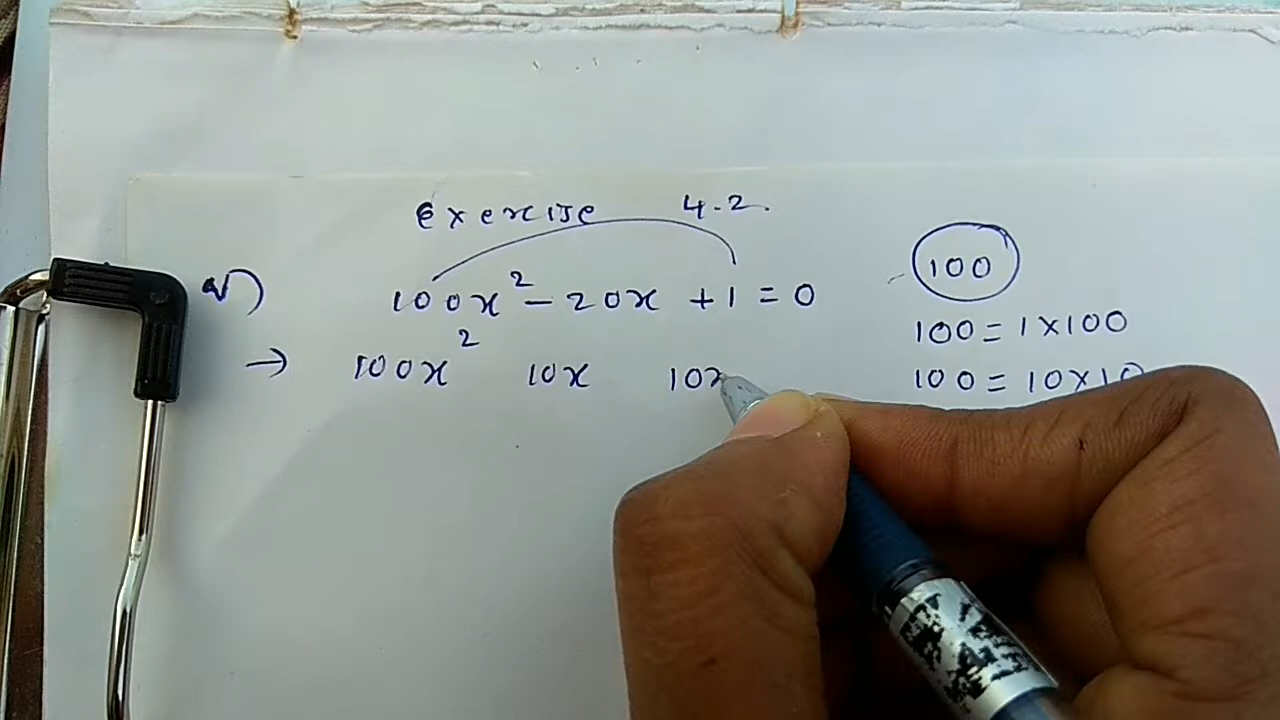 exercise 4.2.
v) 100x² - 20x + 1 = 0
→ 100x² 10x 10x
100
100 = 1 x 100
100 = 10 x 10